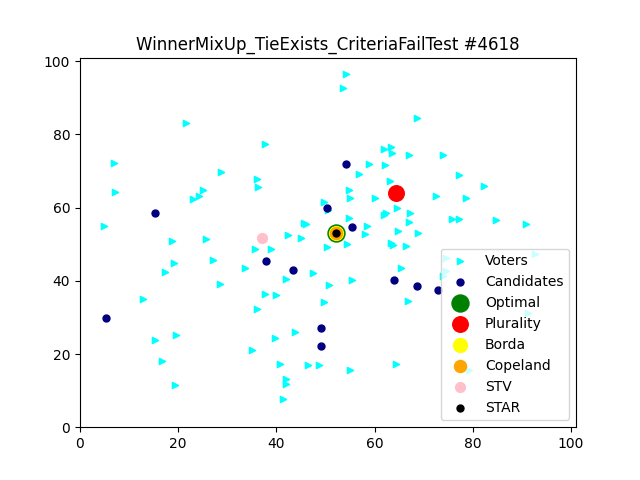 WinnerMixUp_TieExists_CriteriaFailTest #4618
100
80
60
40
20
0
0 20 40 60 80 100
Voters
Candidates
Optimal
Plurality
Borda
Copeland
STV
STAR